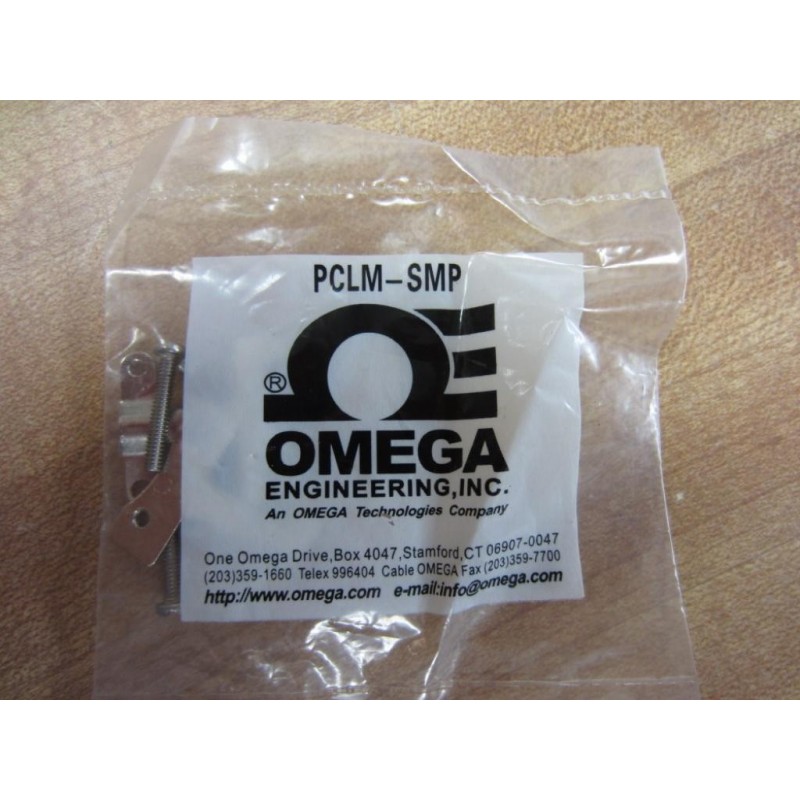 PCLM-SMP
®
OMEGA
ENGINEERING,INC.
An OMEGA Technologies Company
One Omega Drive,Box 4047,Stamford,CT 06907-0047
(203)359-1660 Telex 996404 Cable OMEGA Fax (203)359-7700
http://www.omega.com e-mail:info@omega.com